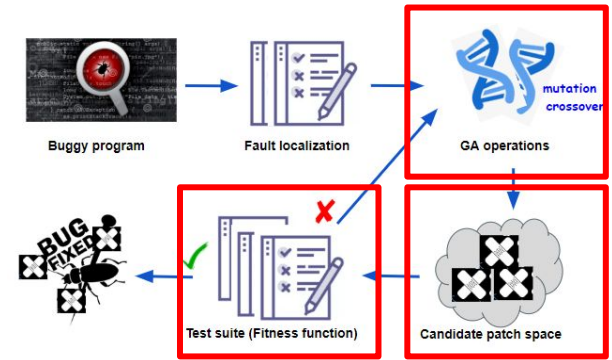 mutation
crossover
Buggy program
Fault localization
GA operations
BUG
FIXED
Test suite (Fitness function)
Candidate patch space